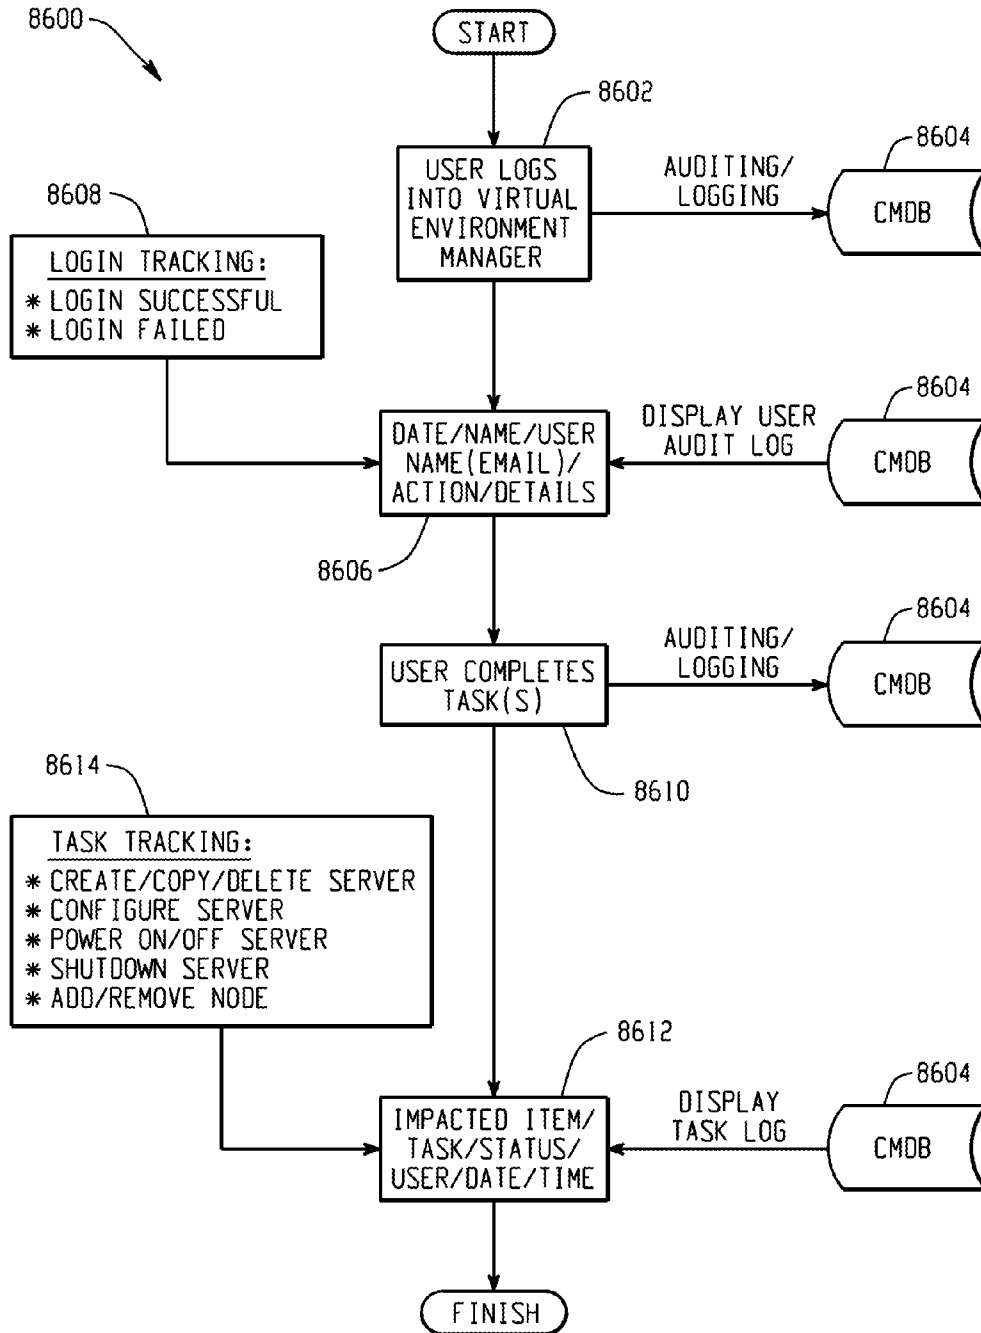 8600
START
8602
USER LOGS
INTO VIRTUAL
ENVIRONMENT
MANAGER
AUDITING/
LOGGING
8604
CMDB
8608
LOGIN TRACKING:
* LOGIN SUCCESSFUL
* LOGIN FAILED
DATE/NAME/USER
NAME(EMAIL)/
ACTION/DETAILS
8606
DISPLAY USER
AUDIT LOG
8604
CMDB
USER COMPLETES
TASK(S)
8610
AUDITING/
LOGGING
8604
CMDB
8614
TASK TRACKING:
* CREATE/COPY/DELETE SERVER
* CONFIGURE SERVER
* POWER ON/OFF SERVER
* SHUTDOWN SERVER
* ADD/REMOVE NODE
8612
IMPACTED ITEM/
TASK/STATUS/
USER/DATE/TIME
DISPLAY
TASK LOG
8604
CMDB
FINISH